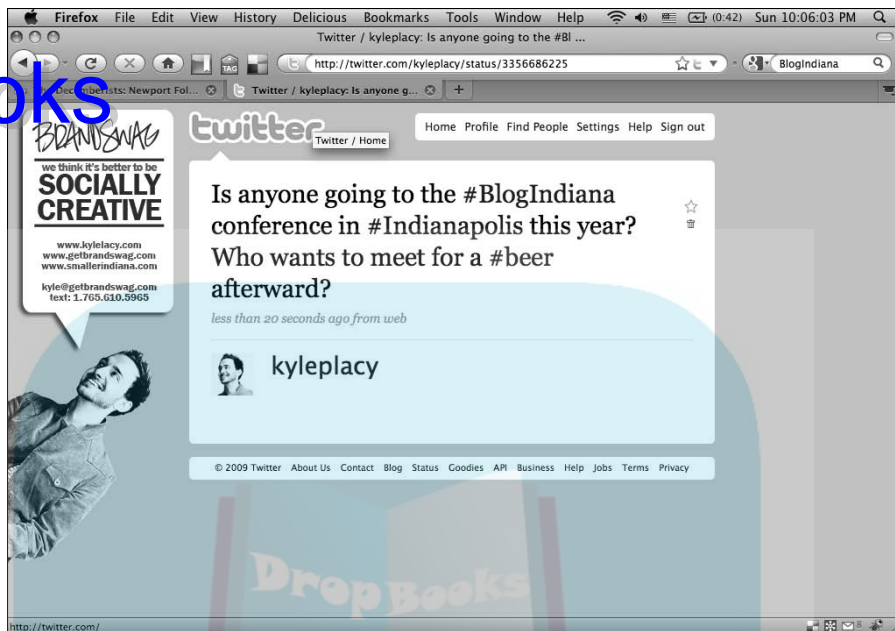 Firefox File Edit View History Delicious Bookmarks Tools Window Help (0:42) Sun 10:06:03 PM
Twitter / kyleplacy: Is anyone going to the #Bl ...
http://twitter.com/kyleplacy/status/3356686225 BlogIndiana
TAG
oks
Decemberists: Newport Fol... Twitter / kyleplacy: Is anyone g... +
BRANDSWAG
we think it's better to be
SOCIALLY
CREATIVE
www.kylelacy.com
www.getbrandswag.com
www.smallerindiana.com
kyle@getbrandswag.com
text: 1.765.610.5965
twitter
Twitter / Home
Home Profile Find People Settings Help Sign out
Is anyone going to the #BlogIndiana
conference in #Indianapolis this year?
Who wants to meet for a #beer
afterward?
less than 20 seconds ago from web
kyleplacy
© 2009 Twitter About Us Contact Blog Status Goodies API Business Help Jobs Terms Privacy
DropBooks
http://twitter.com/
8